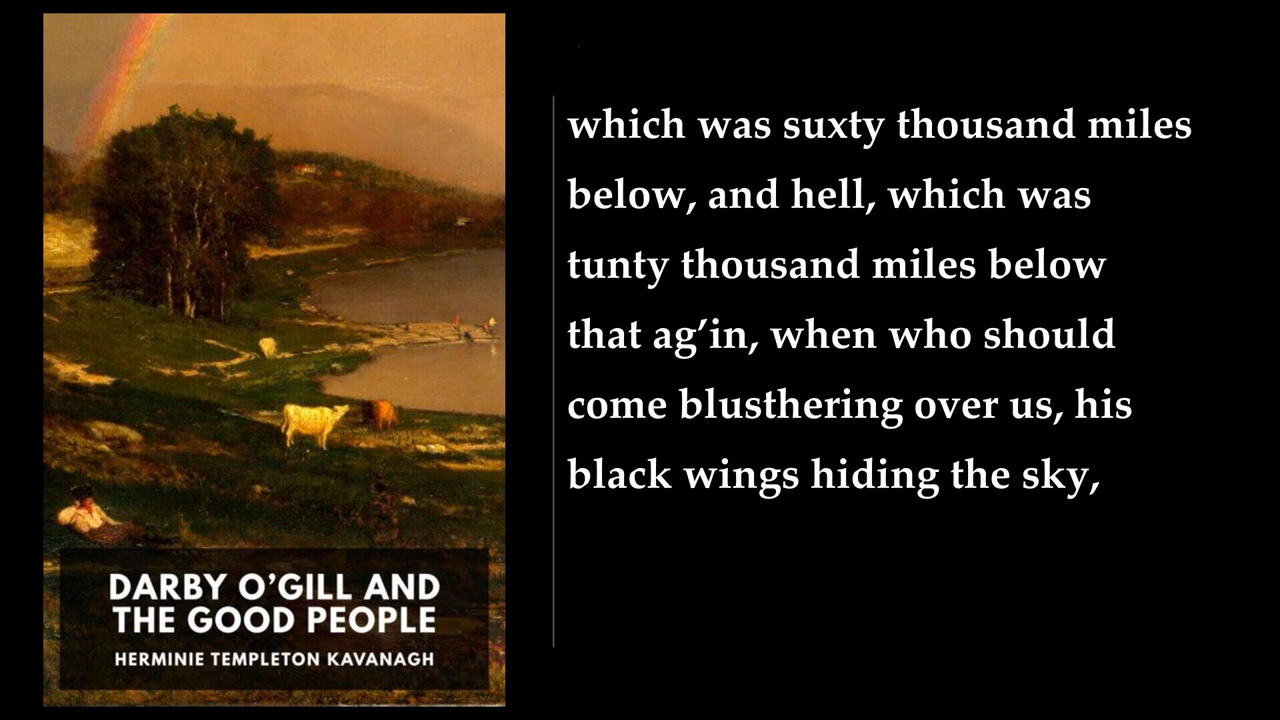 which was suxty thousand miles
below, and hell, which was
tunty thousand miles below
that ag’in, when who should
come blusthering over us, his
black wings hiding the sky,
DARBY O’GILL AND
THE GOOD PEOPLE
HERMINIE TEMPLETON KAVANAGH